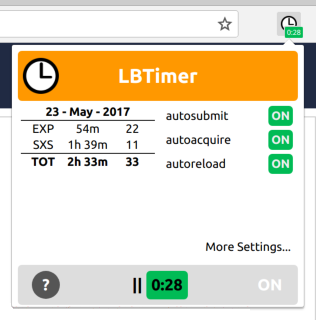 0:28
LBTimer
23 - May - 2017
EXP 54m 22
SXS 1h 39m 11
TOT 2h 33m 33
autosubmit ON
autoacquire ON
autoreload ON
More Settings...
? 0:28 ON